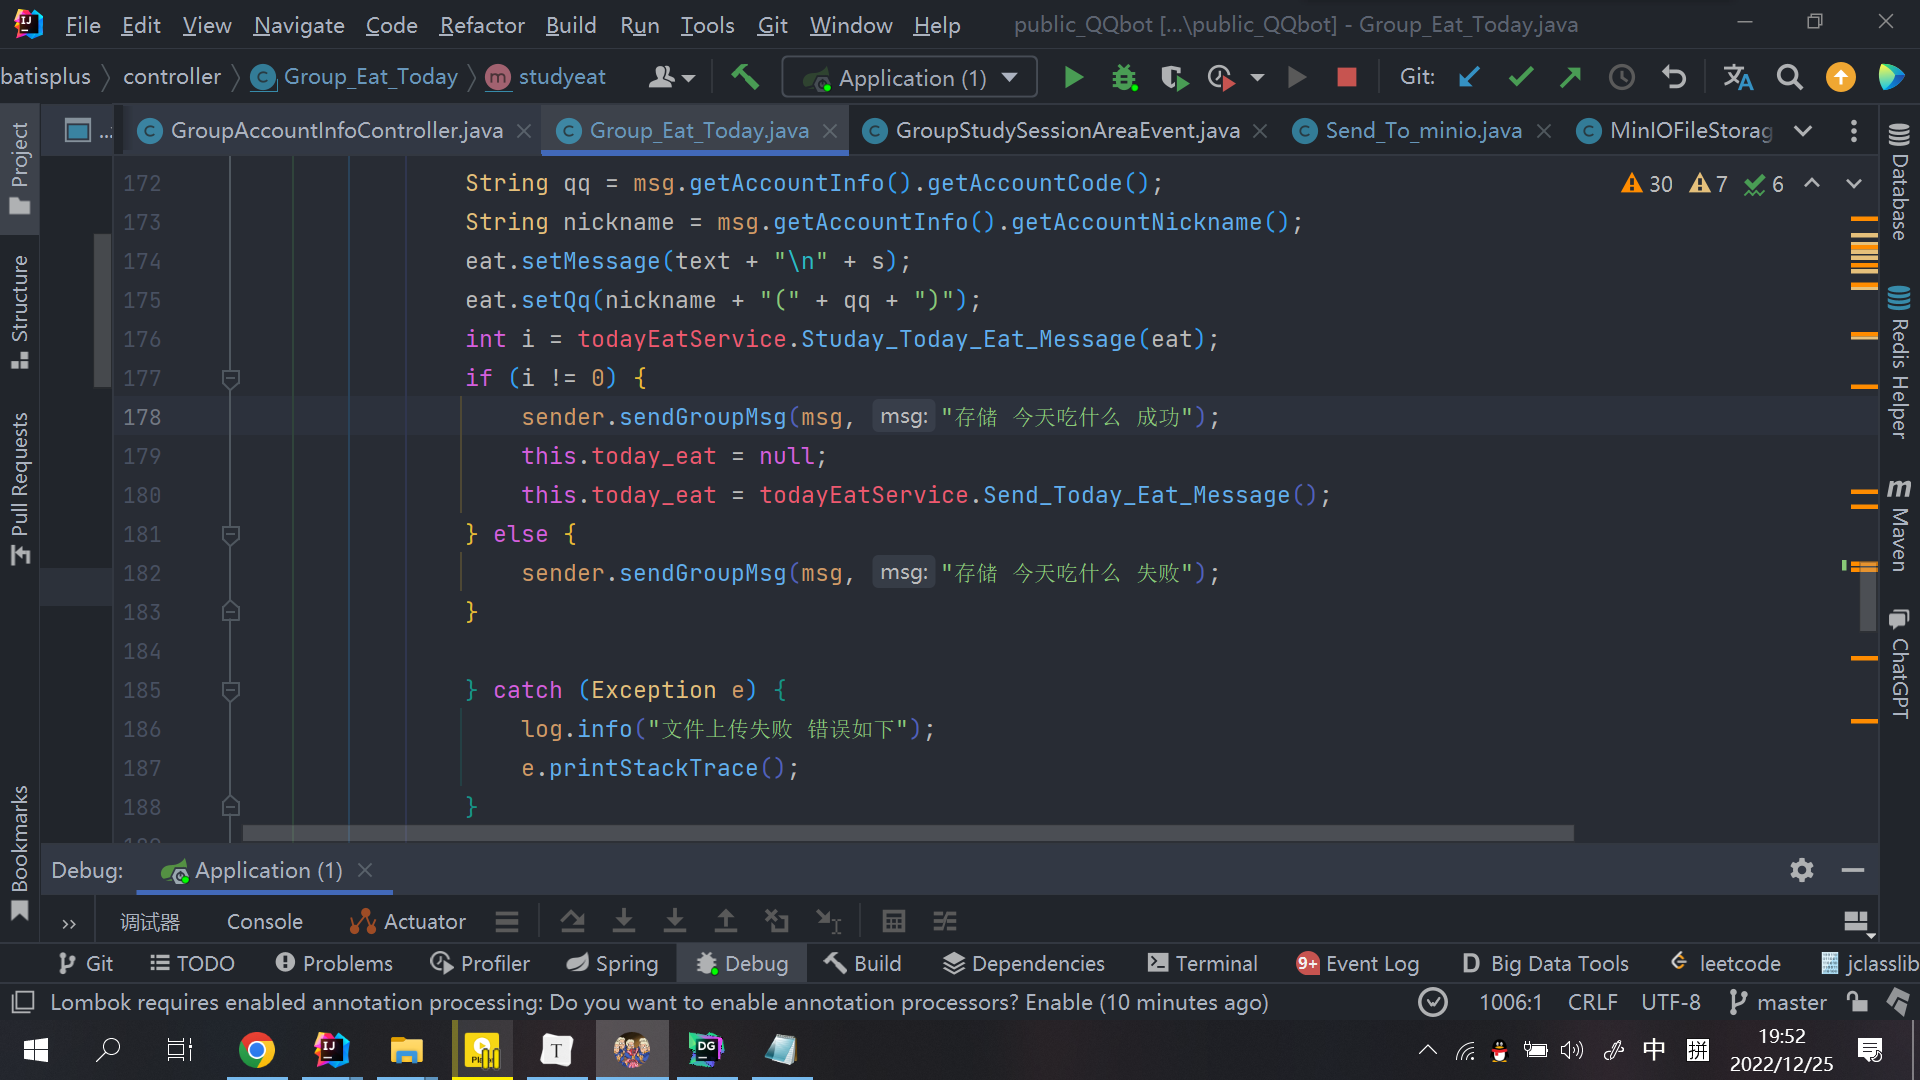 File Edit View Navigate Code Refactor Build Run Tools Git Window Help public_QQbot [...\public_QQbot] - Group_Eat_Today.java
batisplus controller Group_Eat_Today studyeat Application (1) Git:
... GroupAccountInfoController.java Group_Eat_Today.java GroupStudySessionAreaEvent.java Send_To_minio.java MinIOFileStorag
172 String qq = msg.getAccountInfo().getAccountCode(); 30 7 6
173 String nickname = msg.getAccountInfo().getAccountNickname();
174 eat.setMessage(text + "\n" + s);
175 eat.setQq(nickname + "(" + qq + ")");
176 int i = todayEatService.Studay_Today_Eat_Message(eat);
177 if (i != 0) {
178 sender.sendGroupMsg(msg, msg: "存储 今天吃什么 成功");
179 this.today_eat = null;
180 this.today_eat = todayEatService.Send_Today_Eat_Message();
181 } else {
182 sender.sendGroupMsg(msg, msg: "存储 今天吃什么 失败");
183 }
184
185 } catch (Exception e) {
186 log.info("文件上传失败 错误如下");
187 e.printStackTrace();
188 }
Project
Structure
Pull Requests
Bookmarks
Database
Redis Helper
Maven
ChatGPT
Debug: Application (1)
调试器 Console Actuator
Git TODO Problems Profiler Spring Debug Build Dependencies Terminal 9+ Event Log Big Data Tools leetcode jclasslib
Lombok requires enabled annotation processing: Do you want to enable annotation processors? Enable (10 minutes ago) 1006:1 CRLF UTF-8 master
中 拼 19:52
2022/12/25